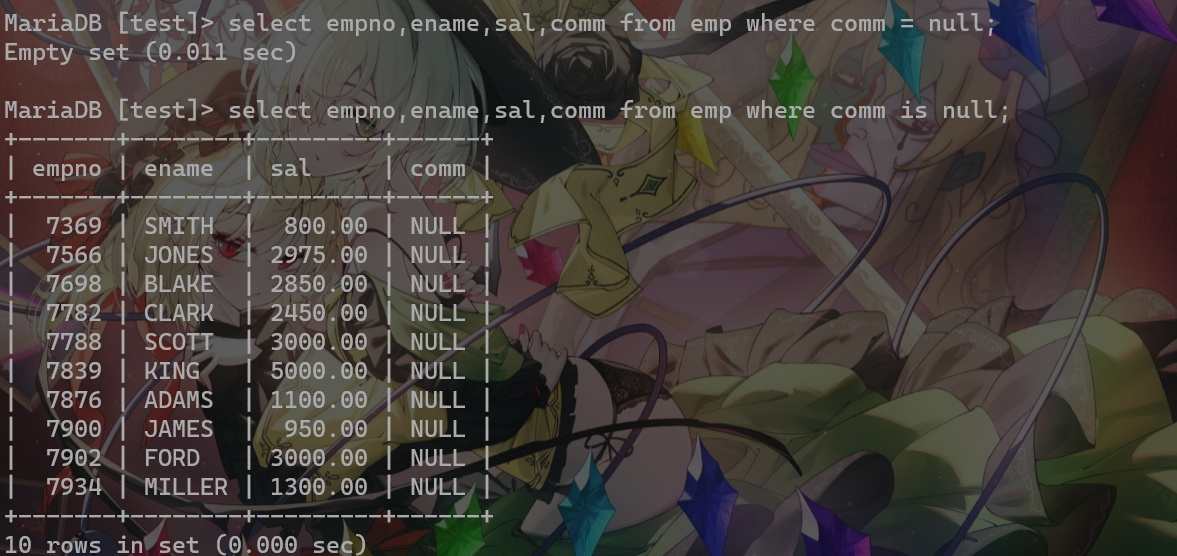 MariaDB [test]> select empno,ename,sal,comm from emp where comm = null;
Empty set (0.011 sec)

MariaDB [test]> select empno,ename,sal,comm from emp where comm is null;
+-------+--------+---------+------+
| empno | ename  | sal     | comm |
+-------+--------+---------+------+
|  7369 | SMITH  |  800.00 | NULL |
|  7566 | JONES  | 2975.00 | NULL |
|  7698 | BLAKE  | 2850.00 | NULL |
|  7782 | CLARK  | 2450.00 | NULL |
|  7788 | SCOTT  | 3000.00 | NULL |
|  7839 | KING   | 5000.00 | NULL |
|  7876 | ADAMS  | 1100.00 | NULL |
|  7900 | JAMES  |  950.00 | NULL |
|  7902 | FORD   | 3000.00 | NULL |
|  7934 | MILLER | 1300.00 | NULL |
+-------+--------+---------+------+
10 rows in set (0.000 sec)